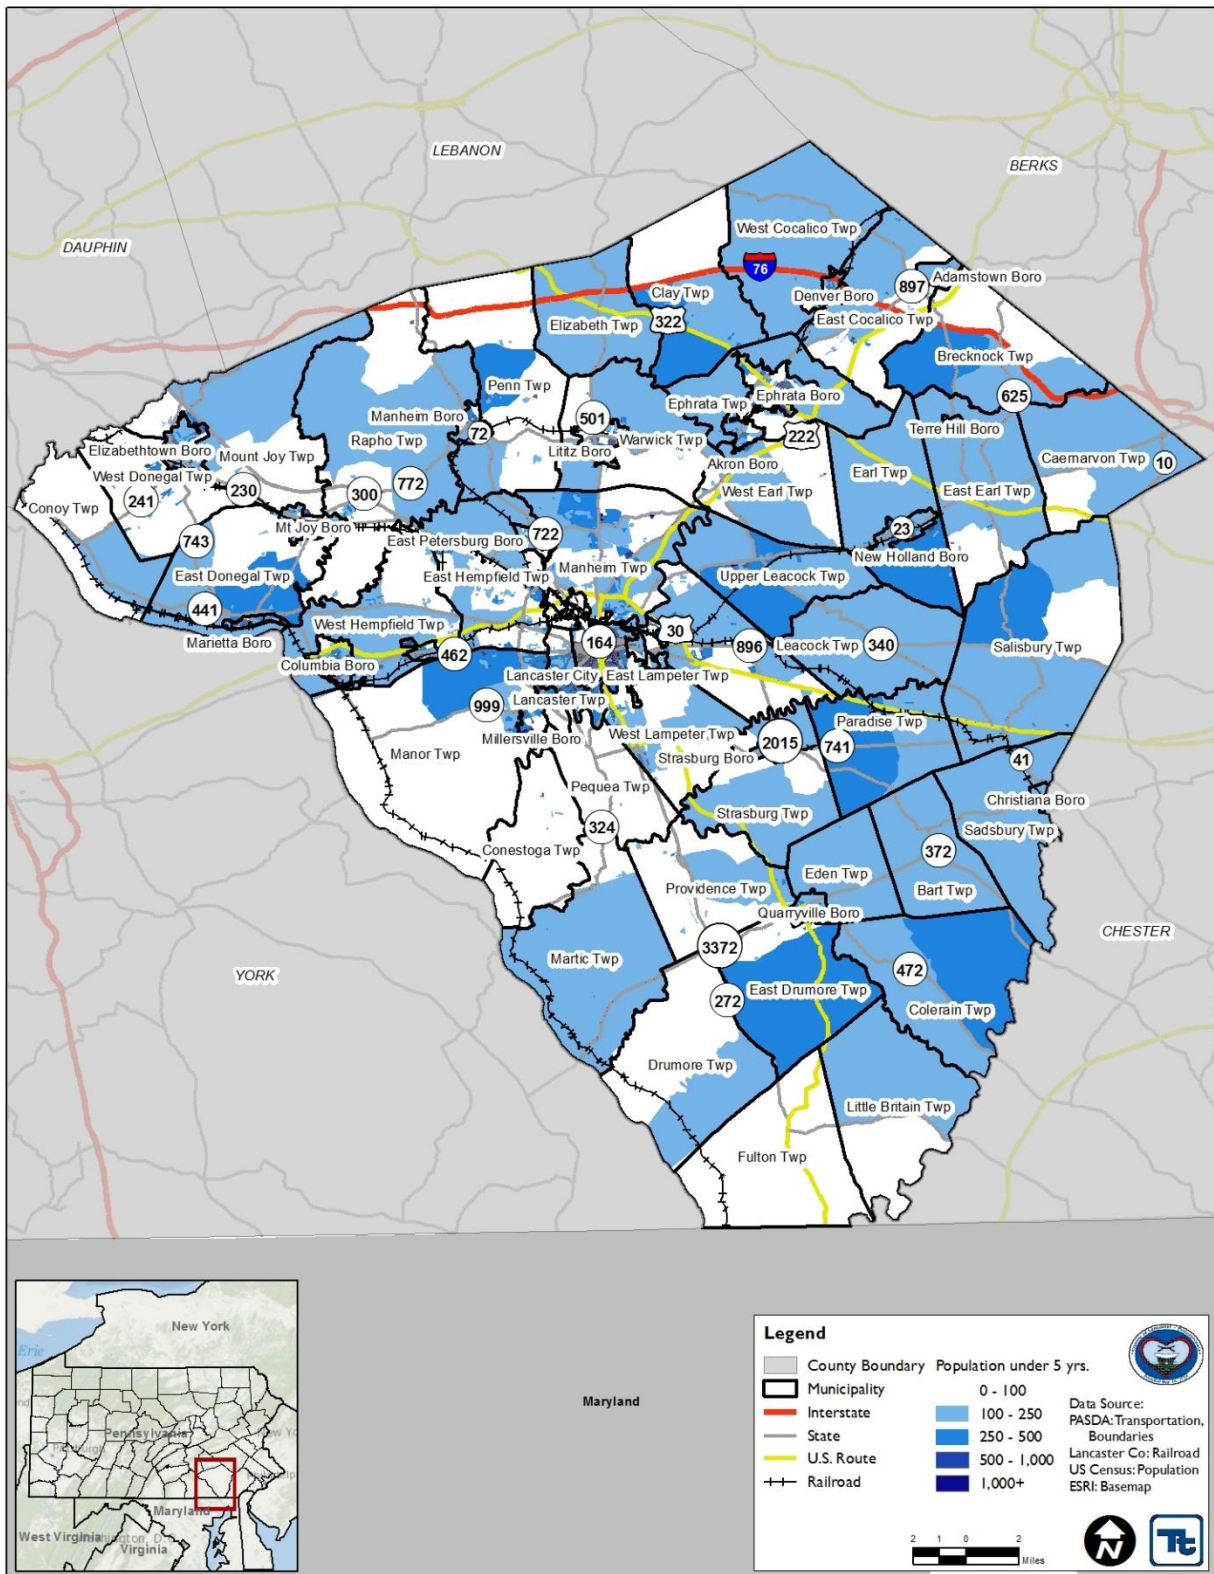 LEBANON
BERKS
DAUPHIN
West Cocalico Twp
76
Adamstown Boro
897
Clay Twp
Denver Boro
322
East Cocalico Twp
Elizabeth Twp
Brecknock Twp
Penn Twp
Ephrata Boro
625
Ephrata Twp
Manheim Boro
501
Terre Hill Boro
72
222
Rapho Twp
Warwick Twp
Elizabethtown Boro
Lititz Boro
Mount Joy Twp
Caernarvon Twp
10
Akron Boro
Earl Twp
West Donegal Twp
772
West Earl Twp
East Earl Twp
241
230
300
Conoy Twp
Mt Joy Boro
23
722
743
East Petersburg Boro
New Holland Boro
East Donegal Twp
East Hempfield Twp
Manheim Twp
Upper Leacock Twp
441
West Hempfield Twp
30
Marietta Boro
164
896
Leacock Twp
340
Salisbury Twp
462
Columbia Boro
Lancaster City
East Lampeter Twp
Lancaster Twp
999
Paradise Twp
West Lampeter Twp
Millersville Boro
2015
741
Manor Twp
Strasburg Boro
41
Pequea Twp
Christiana Boro
Strasburg Twp
324
Sadsbury Twp
Conestoga Twp
372
Eden Twp
Providence Twp
Bart Twp
Quarryville Boro
CHESTER
3372
Martic Twp
YORK
472
East Drumore Twp
272
Colerain Twp
Drumore Twp
Little Britain Twp
Fulton Twp
Maryland
New York
Erie
Pennsylvania
Pittsburgh
Philadelphia
Maryland
West Virginia
Washington, D.C.
Virginia
Legend
County Boundary
Municipality
Interstate
State
U.S. Route
Railroad
Population under 5 yrs.
0 - 100
100 - 250
250 - 500
500 - 1,000
1,000+
Data Source:
PASDA: Transportation,
Boundaries
Lancaster Co: Railroad
US Census: Population
ESRI: Basemap
2 1 0 2
Miles
N
Tt